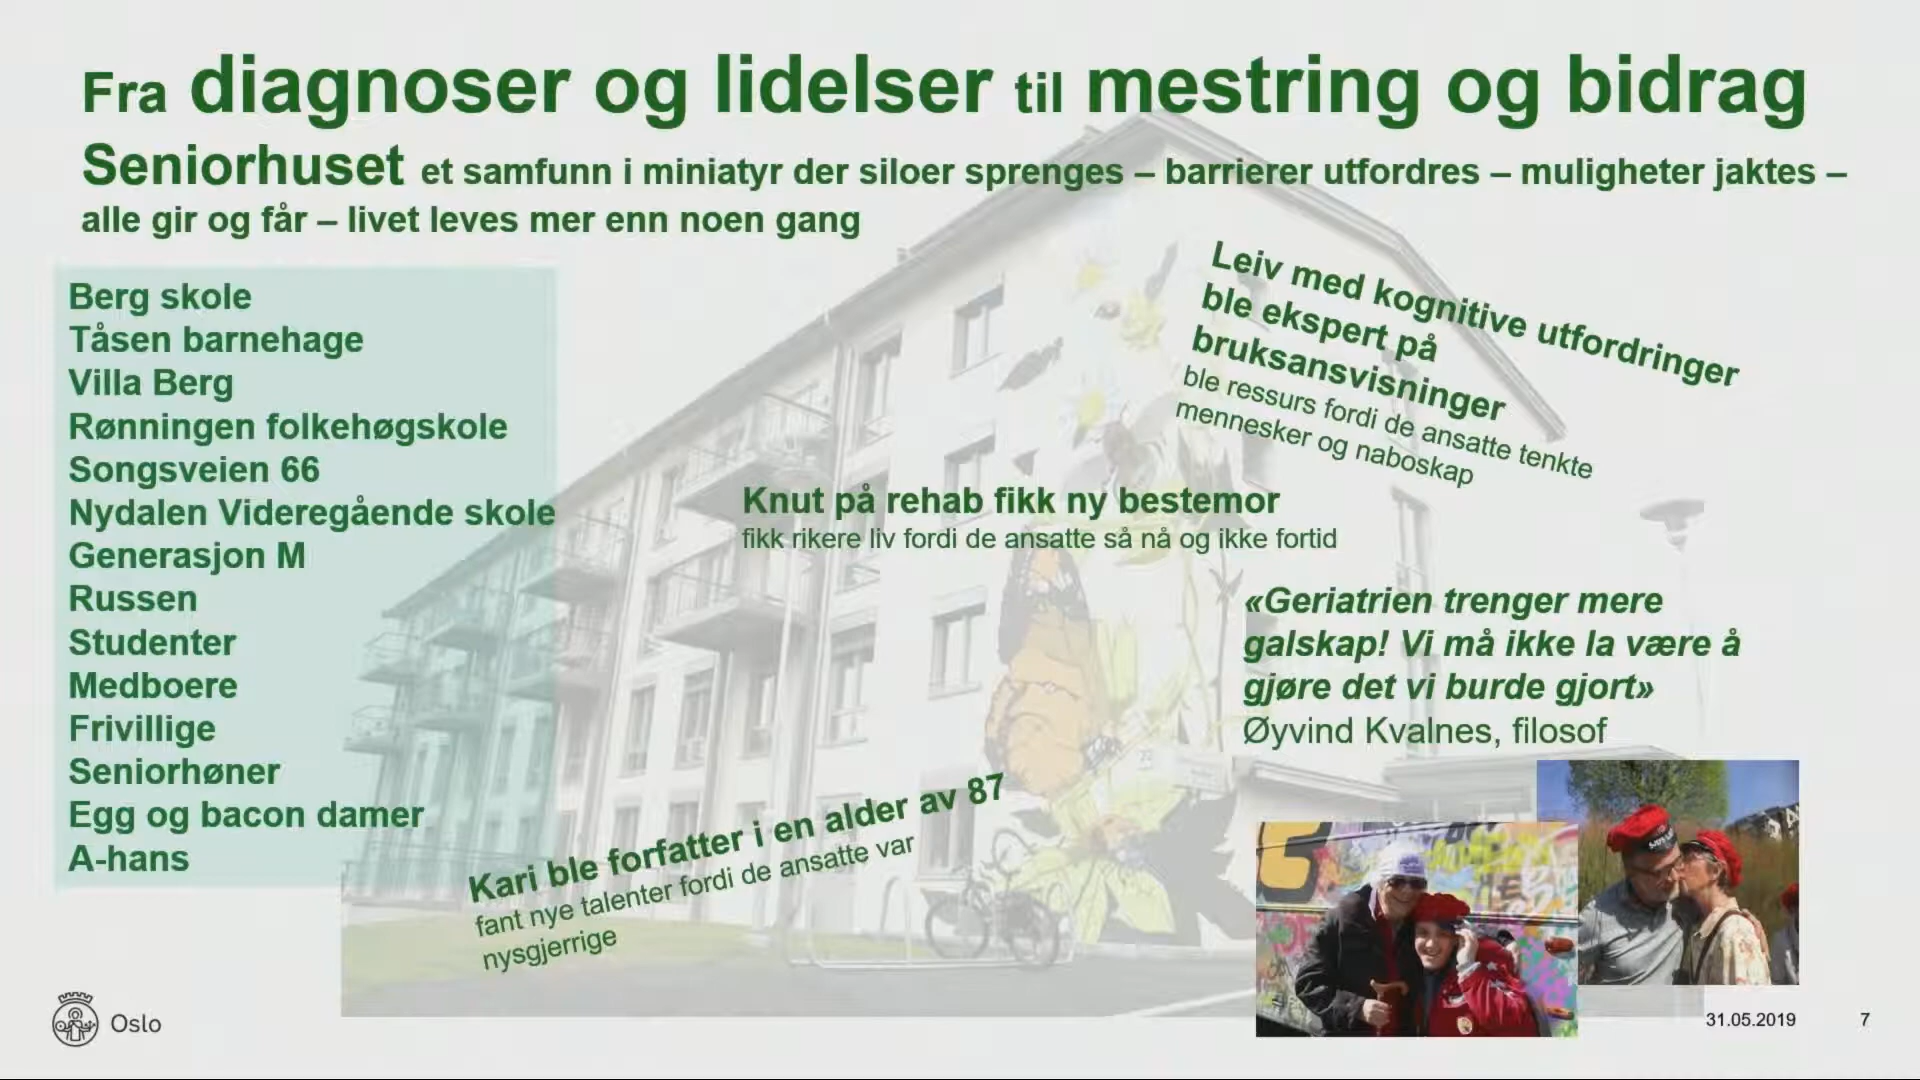 Fra diagnoser og lidelser til mestring og bidrag
Seniorhuset et samfunn i miniatyr der siloer sprenges – barrierer utfordres – muligheter jaktes –
alle gir og får – livet leves mer enn noen gang
Berg skole
Tåsen barnehage
Villa Berg
Rønningen folkehøgskole
Songsveien 66
Nydalen Videregående skole
Generasjon M
Russen
Studenter
Medboere
Frivillige
Seniorhøner
Egg og bacon damer
A-hans
Leiv med kognitive utfordringer
ble ekspert på
bruksansvisninger
ble ressurs fordi de ansatte tenkte
mennesker og naboskap
Knut på rehab fikk ny bestemor
fikk rikere liv fordi de ansatte så nå og ikke fortid
«Geriatrien trenger mere
galskap! Vi må ikke la være å
gjøre det vi burde gjort»
Øyvind Kvalnes, filosof
Kari ble forfatter i en alder av 87
fant nye talenter fordi de ansatte var
nysgjerrige
Oslo
31.05.2019
7